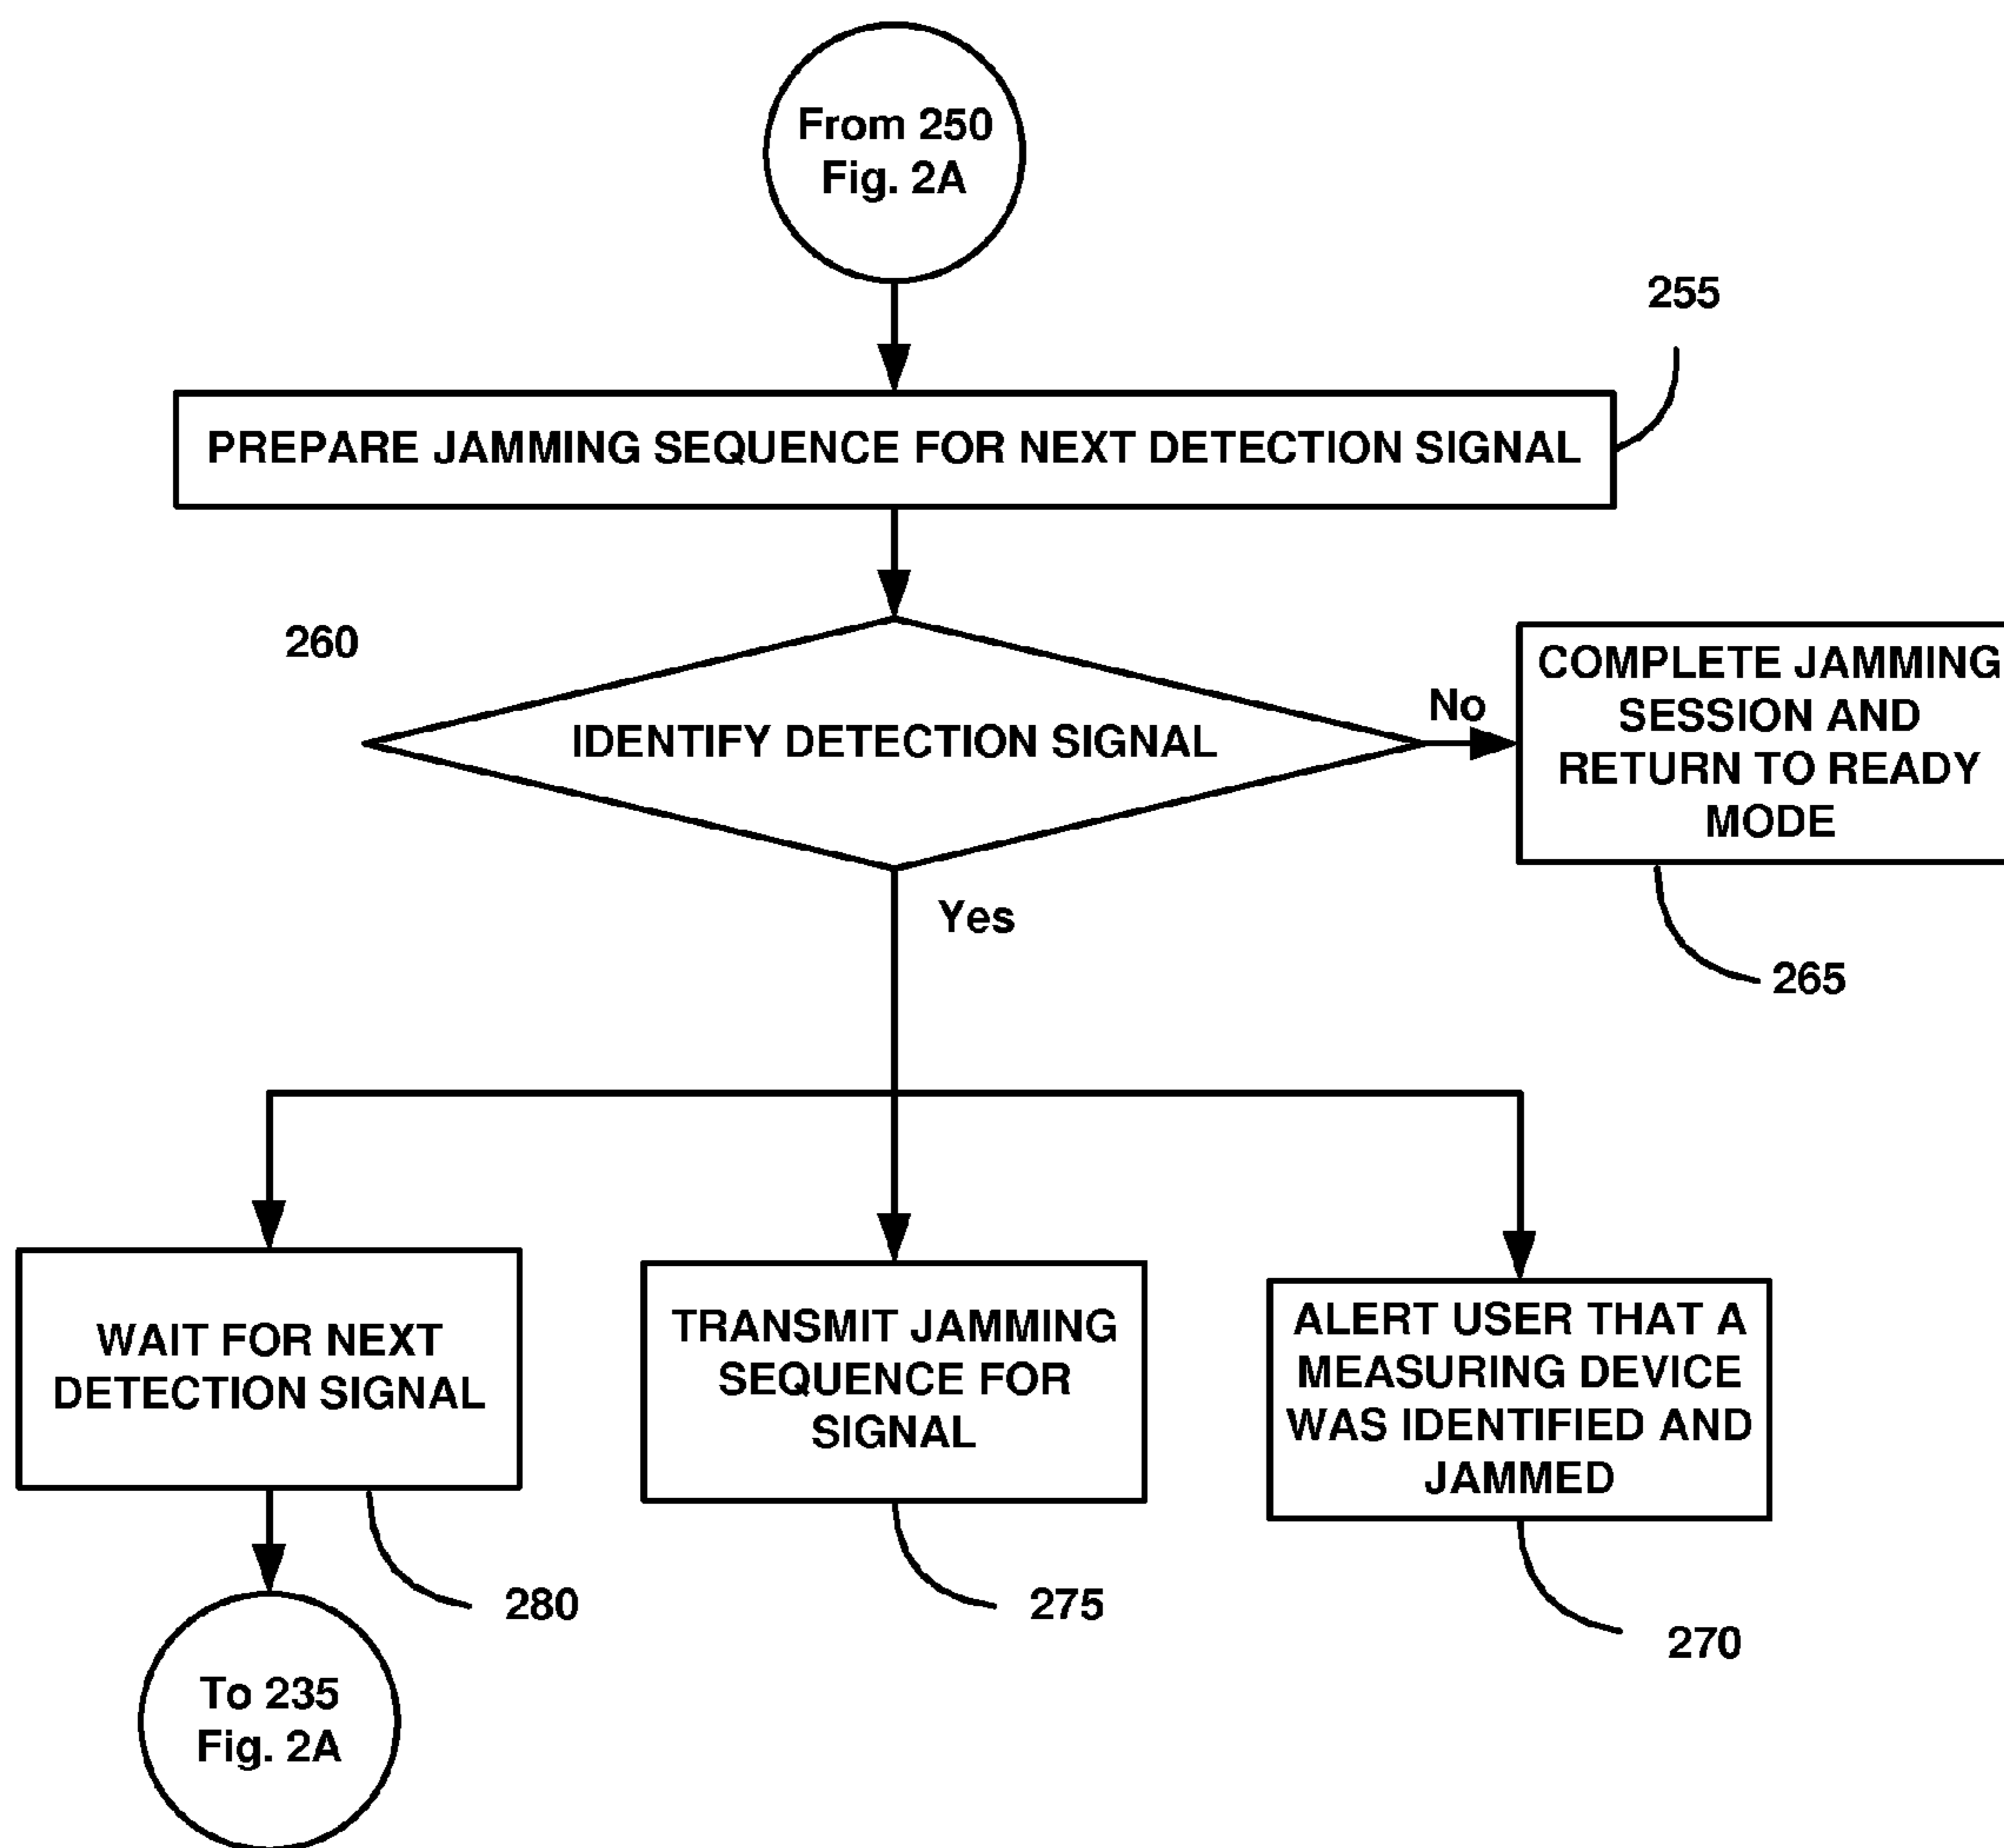 From 250
Fig. 2A
255
PREPARE JAMMING SEQUENCE FOR NEXT DETECTION SIGNAL
260
IDENTIFY DETECTION SIGNAL
No
COMPLETE JAMMING
SESSION AND
RETURN TO READY
MODE
Yes
265
WAIT FOR NEXT
DETECTION SIGNAL
TRANSMIT JAMMING
SEQUENCE FOR
SIGNAL
ALERT USER THAT A
MEASURING DEVICE
WAS IDENTIFIED AND
JAMMED
280
275
270
To 235
Fig. 2A